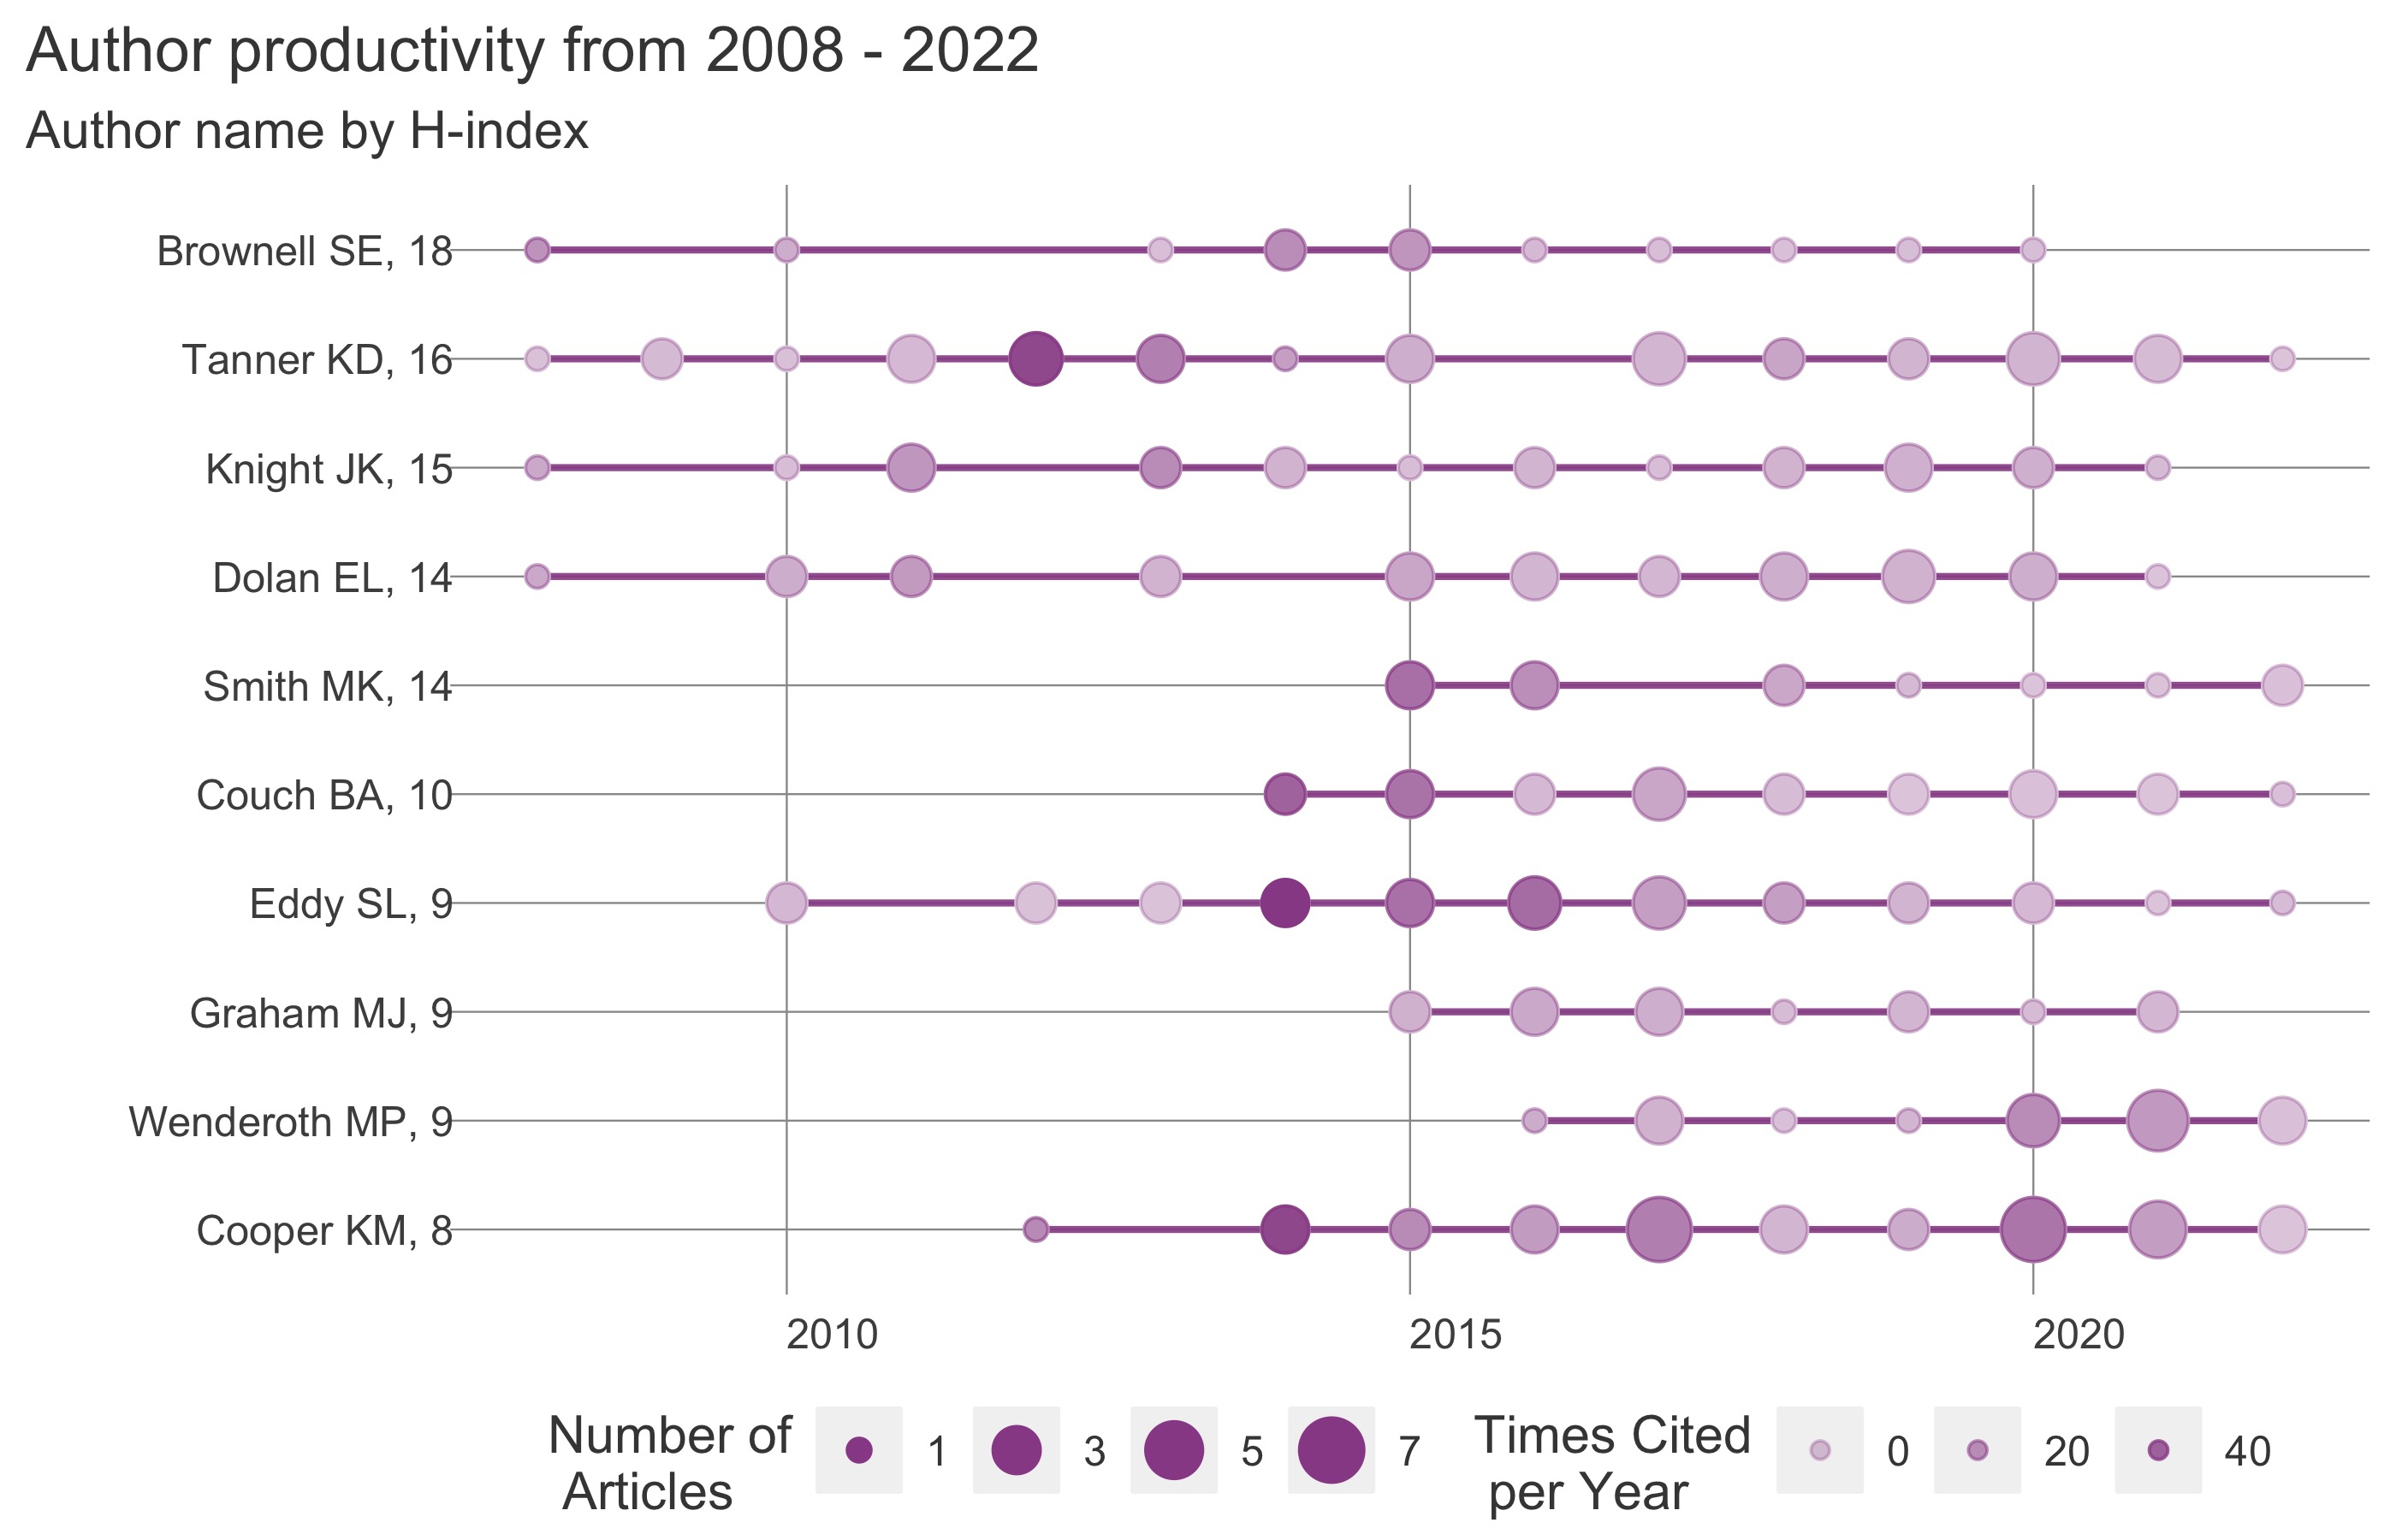 Author productivity from 2008 - 2022
Author name by H-index
Brownell SE, 18
Tanner KD, 16
Knight JK, 15
Dolan EL, 14
Smith MK, 14
Couch BA, 10
Eddy SL, 9
Graham MJ, 9
Wenderoth MP, 9
Cooper KM, 8
2010 2015 2020
Number of
Articles
1 3 5 7
Times Cited
per Year
0 20 40